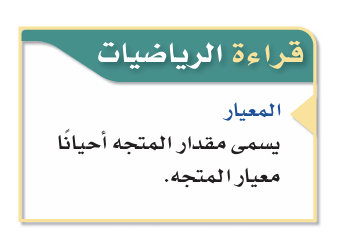 قراءة الرياضيات
المعيار
يسمى مقدار المتجه أحيانًا
معيار المتجه.